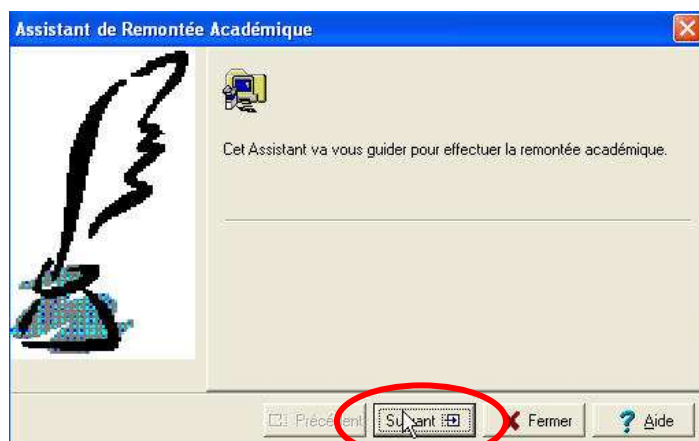 Assistant de Remontée Académique
Cet Assistant va vous guider pour effectuer la remontée académique.
Précédent
Suivant
Fermer
? Aide